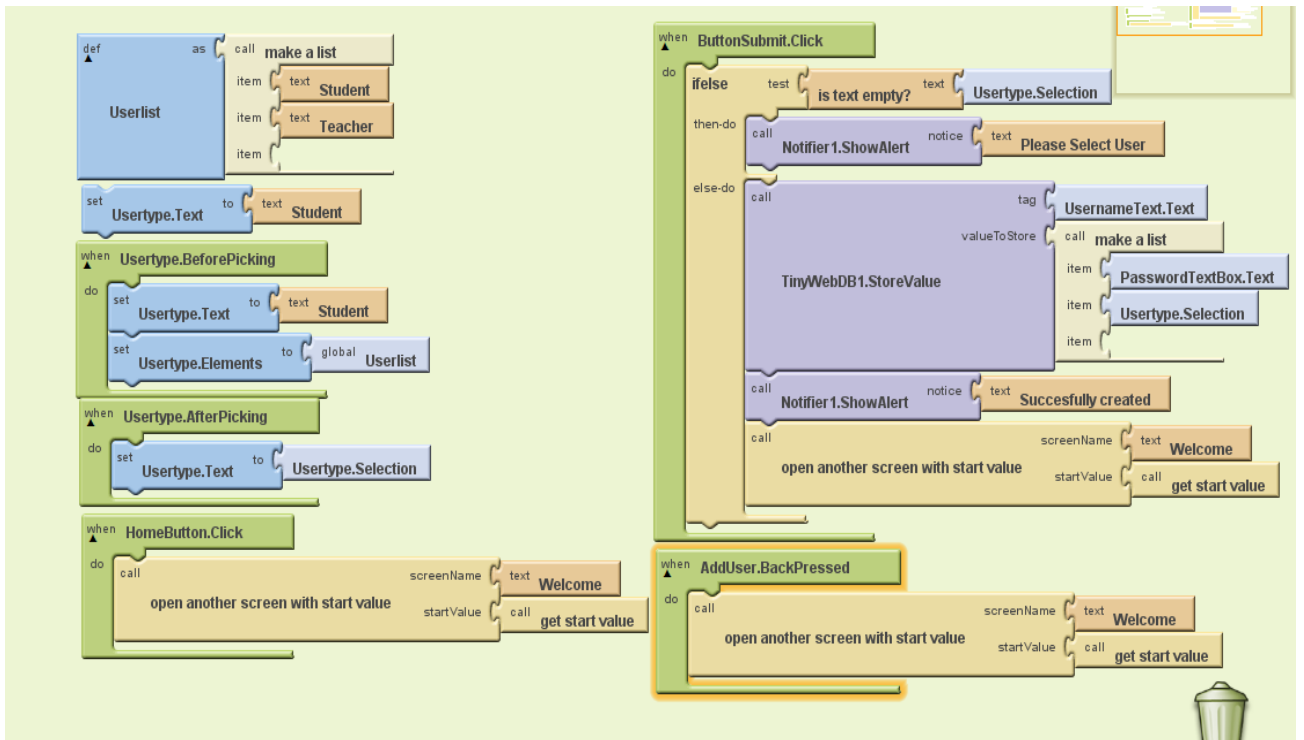 def as call make a list
Userlist
item text Student
item text Teacher
item
set Usertype.Text to text Student
when Usertype.BeforePicking
do set Usertype.Text to text Student
set Usertype.Elements to global Userlist
when Usertype.AfterPicking
do set Usertype.Text to Usertype.Selection
when HomeButton.Click
do call
open another screen with start value
screenName text Welcome
startValue call get start value
when ButtonSubmit.Click
do ifelse test is text empty? text Usertype.Selection
then-do call Notifier1.ShowAlert notice text Please Select User
else-do call
TinyWebDB1.StoreValue
tag UsernameText.Text
valueToStore call make a list
item PasswordTextBox.Text
item Usertype.Selection
item
call Notifier1.ShowAlert notice text Succesfully created
call
open another screen with start value
screenName text Welcome
startValue call get start value
when AddUser.BackPressed
do call
open another screen with start value
screenName text Welcome
startValue call get start value